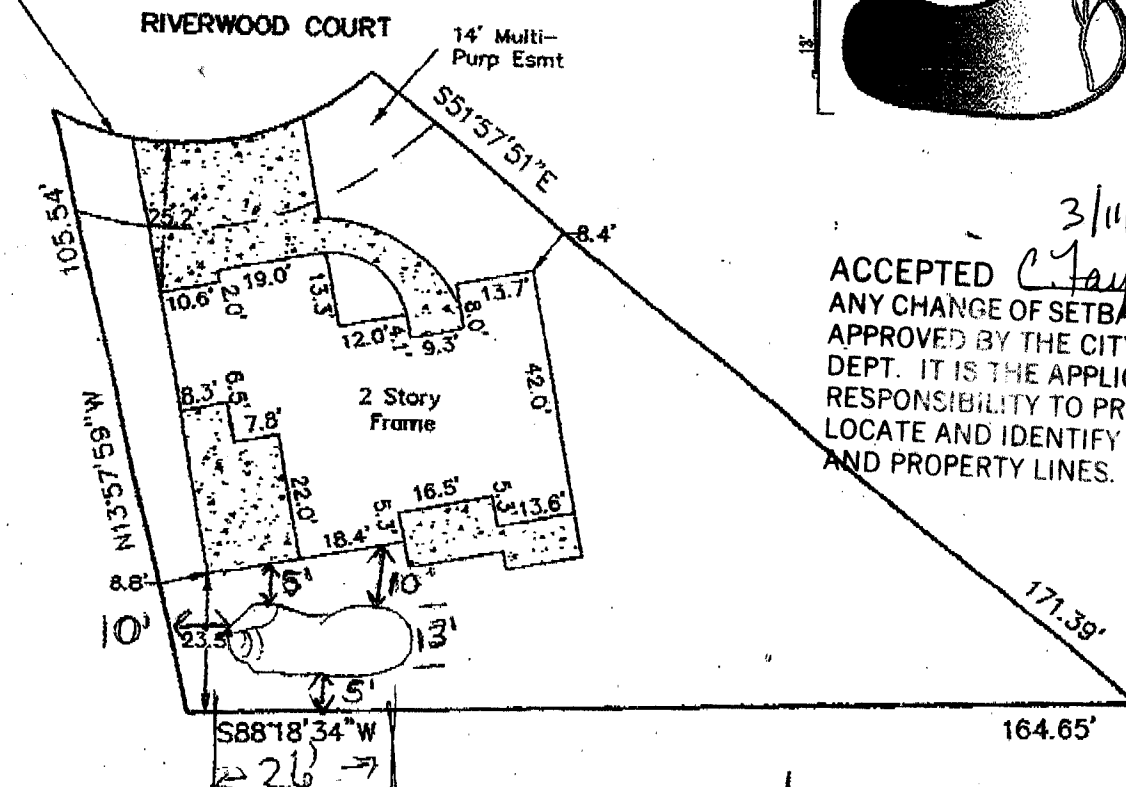 RIVERWOOD COURT
14' Multi-
Purp Esmt
13'
S51°57'51"E
105.54'
25.2'
8.4'
3/11/
ACCEPTED
ANY CHANGE OF SETBA
APPROVED BY THE CITY
DEPT. IT IS THE APPLIC
RESPONSIBILITY TO PR
LOCATE AND IDENTIFY
AND PROPERTY LINES.
10.6'
2.0'
19.0'
13.3'
12.0'
4.1'
9.3'
8.0'
13.7'
42.0'
8.3'
6.5'
7.8'
22.0'
2 Story
Frame
N13°57'59"W
18.4'
5.3'
16.5'
5.3'
13.6'
8.8'
5'
10'
10'
23.5'
13'
5'
171.39'
S88°18'34"W
164.65'
26'